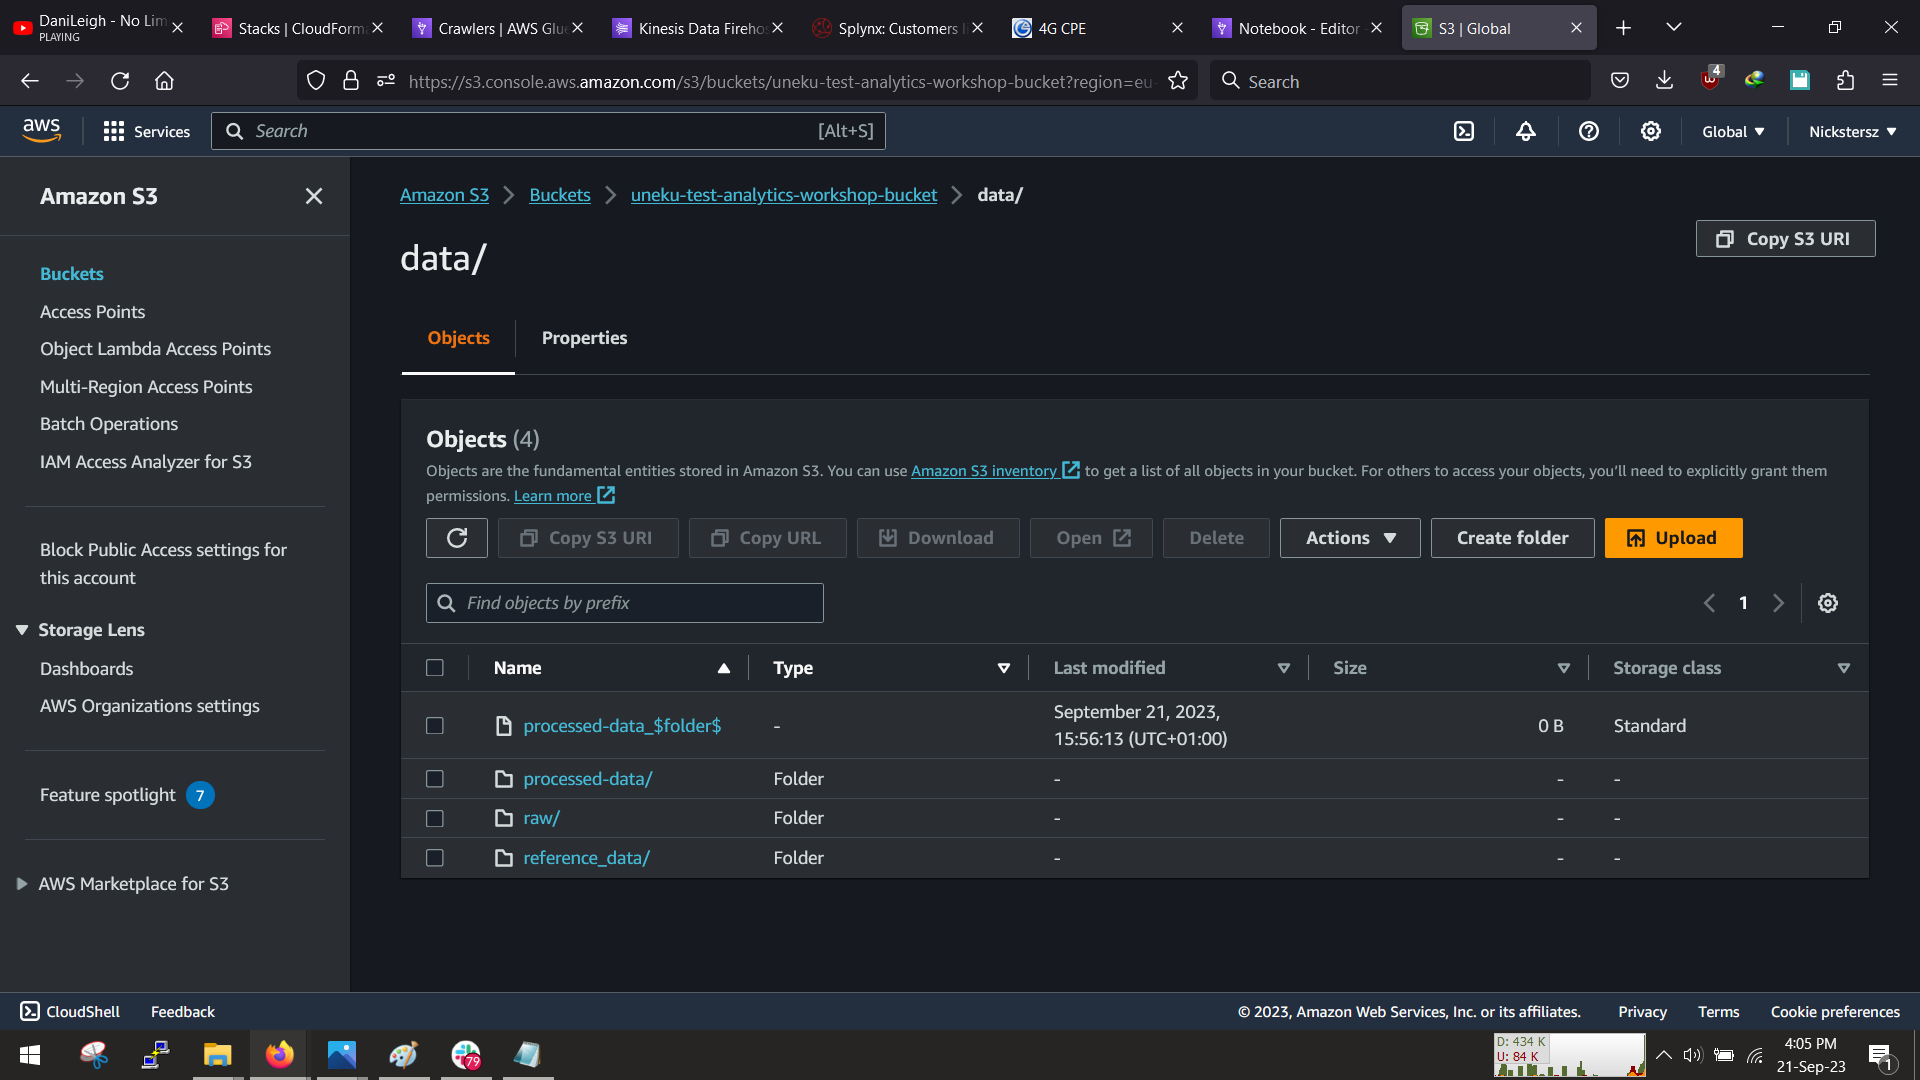 DaniLeigh - No Lim
PLAYING
Stacks | CloudForma
Crawlers | AWS Glue
Kinesis Data Firehos
Splynx: Customers l
4G CPE
Notebook - Editor
S3 | Global
https://s3.console.aws.amazon.com/s3/buckets/uneku-test-analytics-workshop-bucket?region=eu-
Search
4
aws
Services
Search
[Alt+S]
Global
Nickstersz
Amazon S3
Buckets
Access Points
Object Lambda Access Points
Multi-Region Access Points
Batch Operations
IAM Access Analyzer for S3
Block Public Access settings for
this account
Storage Lens
Dashboards
AWS Organizations settings
Feature spotlight 7
AWS Marketplace for S3
Amazon S3 > Buckets > uneku-test-analytics-workshop-bucket > data/
data/
Copy S3 URI
Objects
Properties
Objects (4)
Objects are the fundamental entities stored in Amazon S3. You can use Amazon S3 inventory to get a list of all objects in your bucket. For others to access your objects, you'll need to explicitly grant them
permissions. Learn more
Copy S3 URI
Copy URL
Download
Open
Delete
Actions
Create folder
Upload
Find objects by prefix
1
Name Type Last modified Size Storage class
processed-data_$folder$ - September 21, 2023,
15:56:13 (UTC+01:00) 0 B Standard
processed-data/ Folder - - -
raw/ Folder - - -
reference_data/ Folder - - -
CloudShell
Feedback
© 2023, Amazon Web Services, Inc. or its affiliates.
Privacy
Terms
Cookie preferences
79
D: 434 K
U: 84 K
4:05 PM
21-Sep-23
1